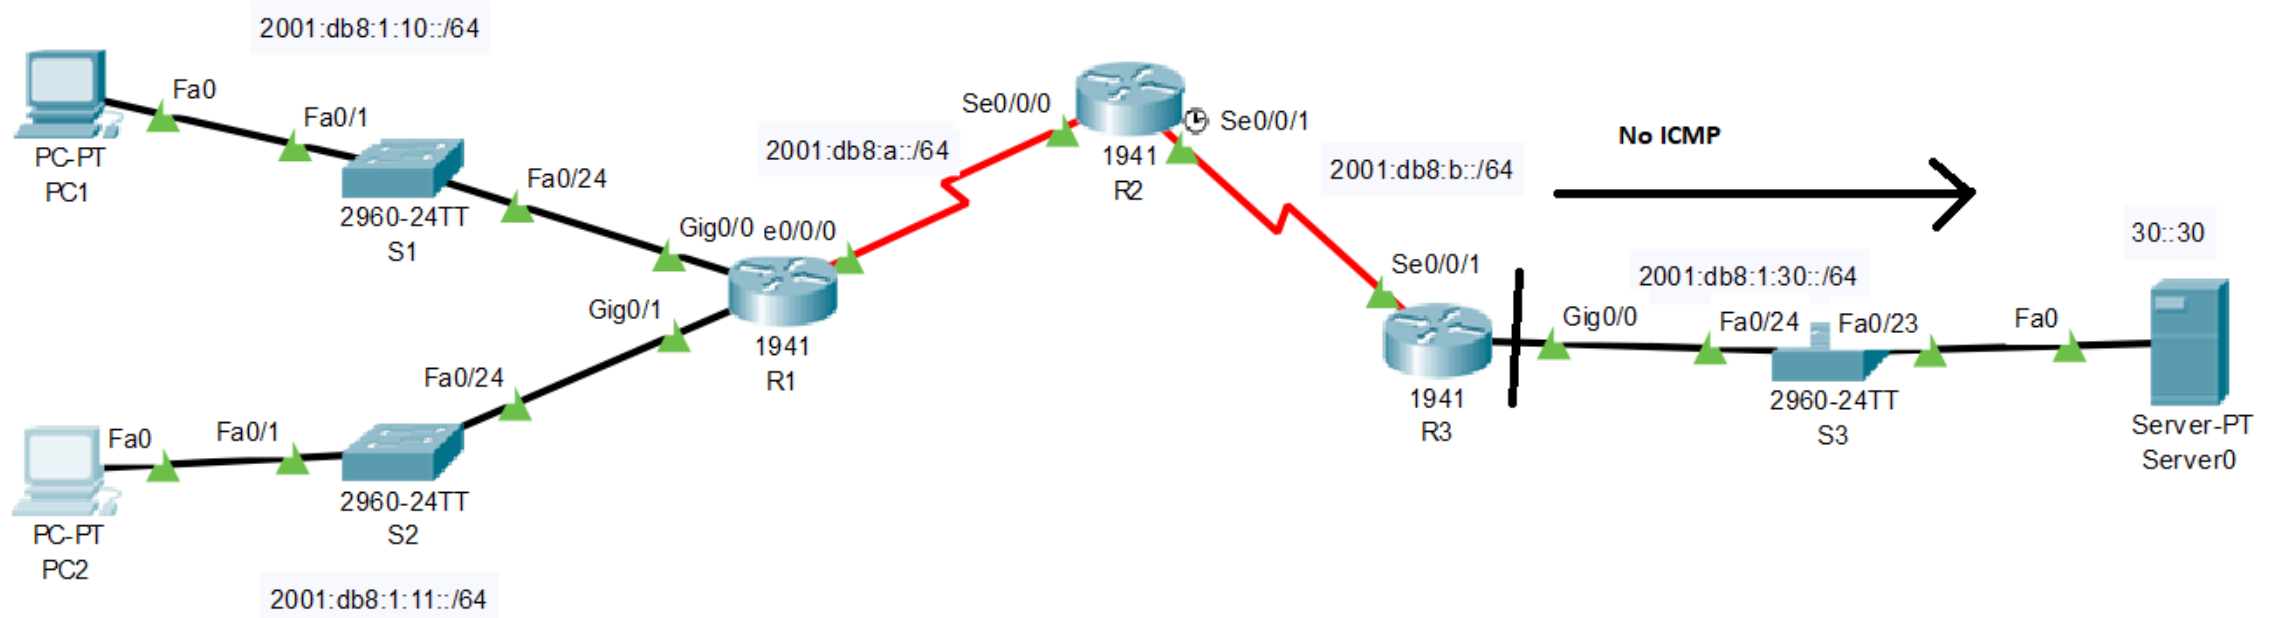 2001:db8:1:10::/64
Fa0
Fa0/1
PC-PT
PC1
Fa0/24
2960-24TT
S1
Gig0/0
e0/0/0
2001:db8:a::/64
Se0/0/0
Se0/0/1
1941
R2
2001:db8:b::/64
No ICMP
30::30
2001:db8:1:30::/64
Se0/0/1
Gig0/0
Fa0/24
Fa0/23
Fa0
Gig0/1
1941
R1
1941
R3
2960-24TT
S3
Server-PT
Server0
Fa0/24
Fa0
Fa0/1
2960-24TT
S2
PC-PT
PC2
2001:db8:1:11::/64